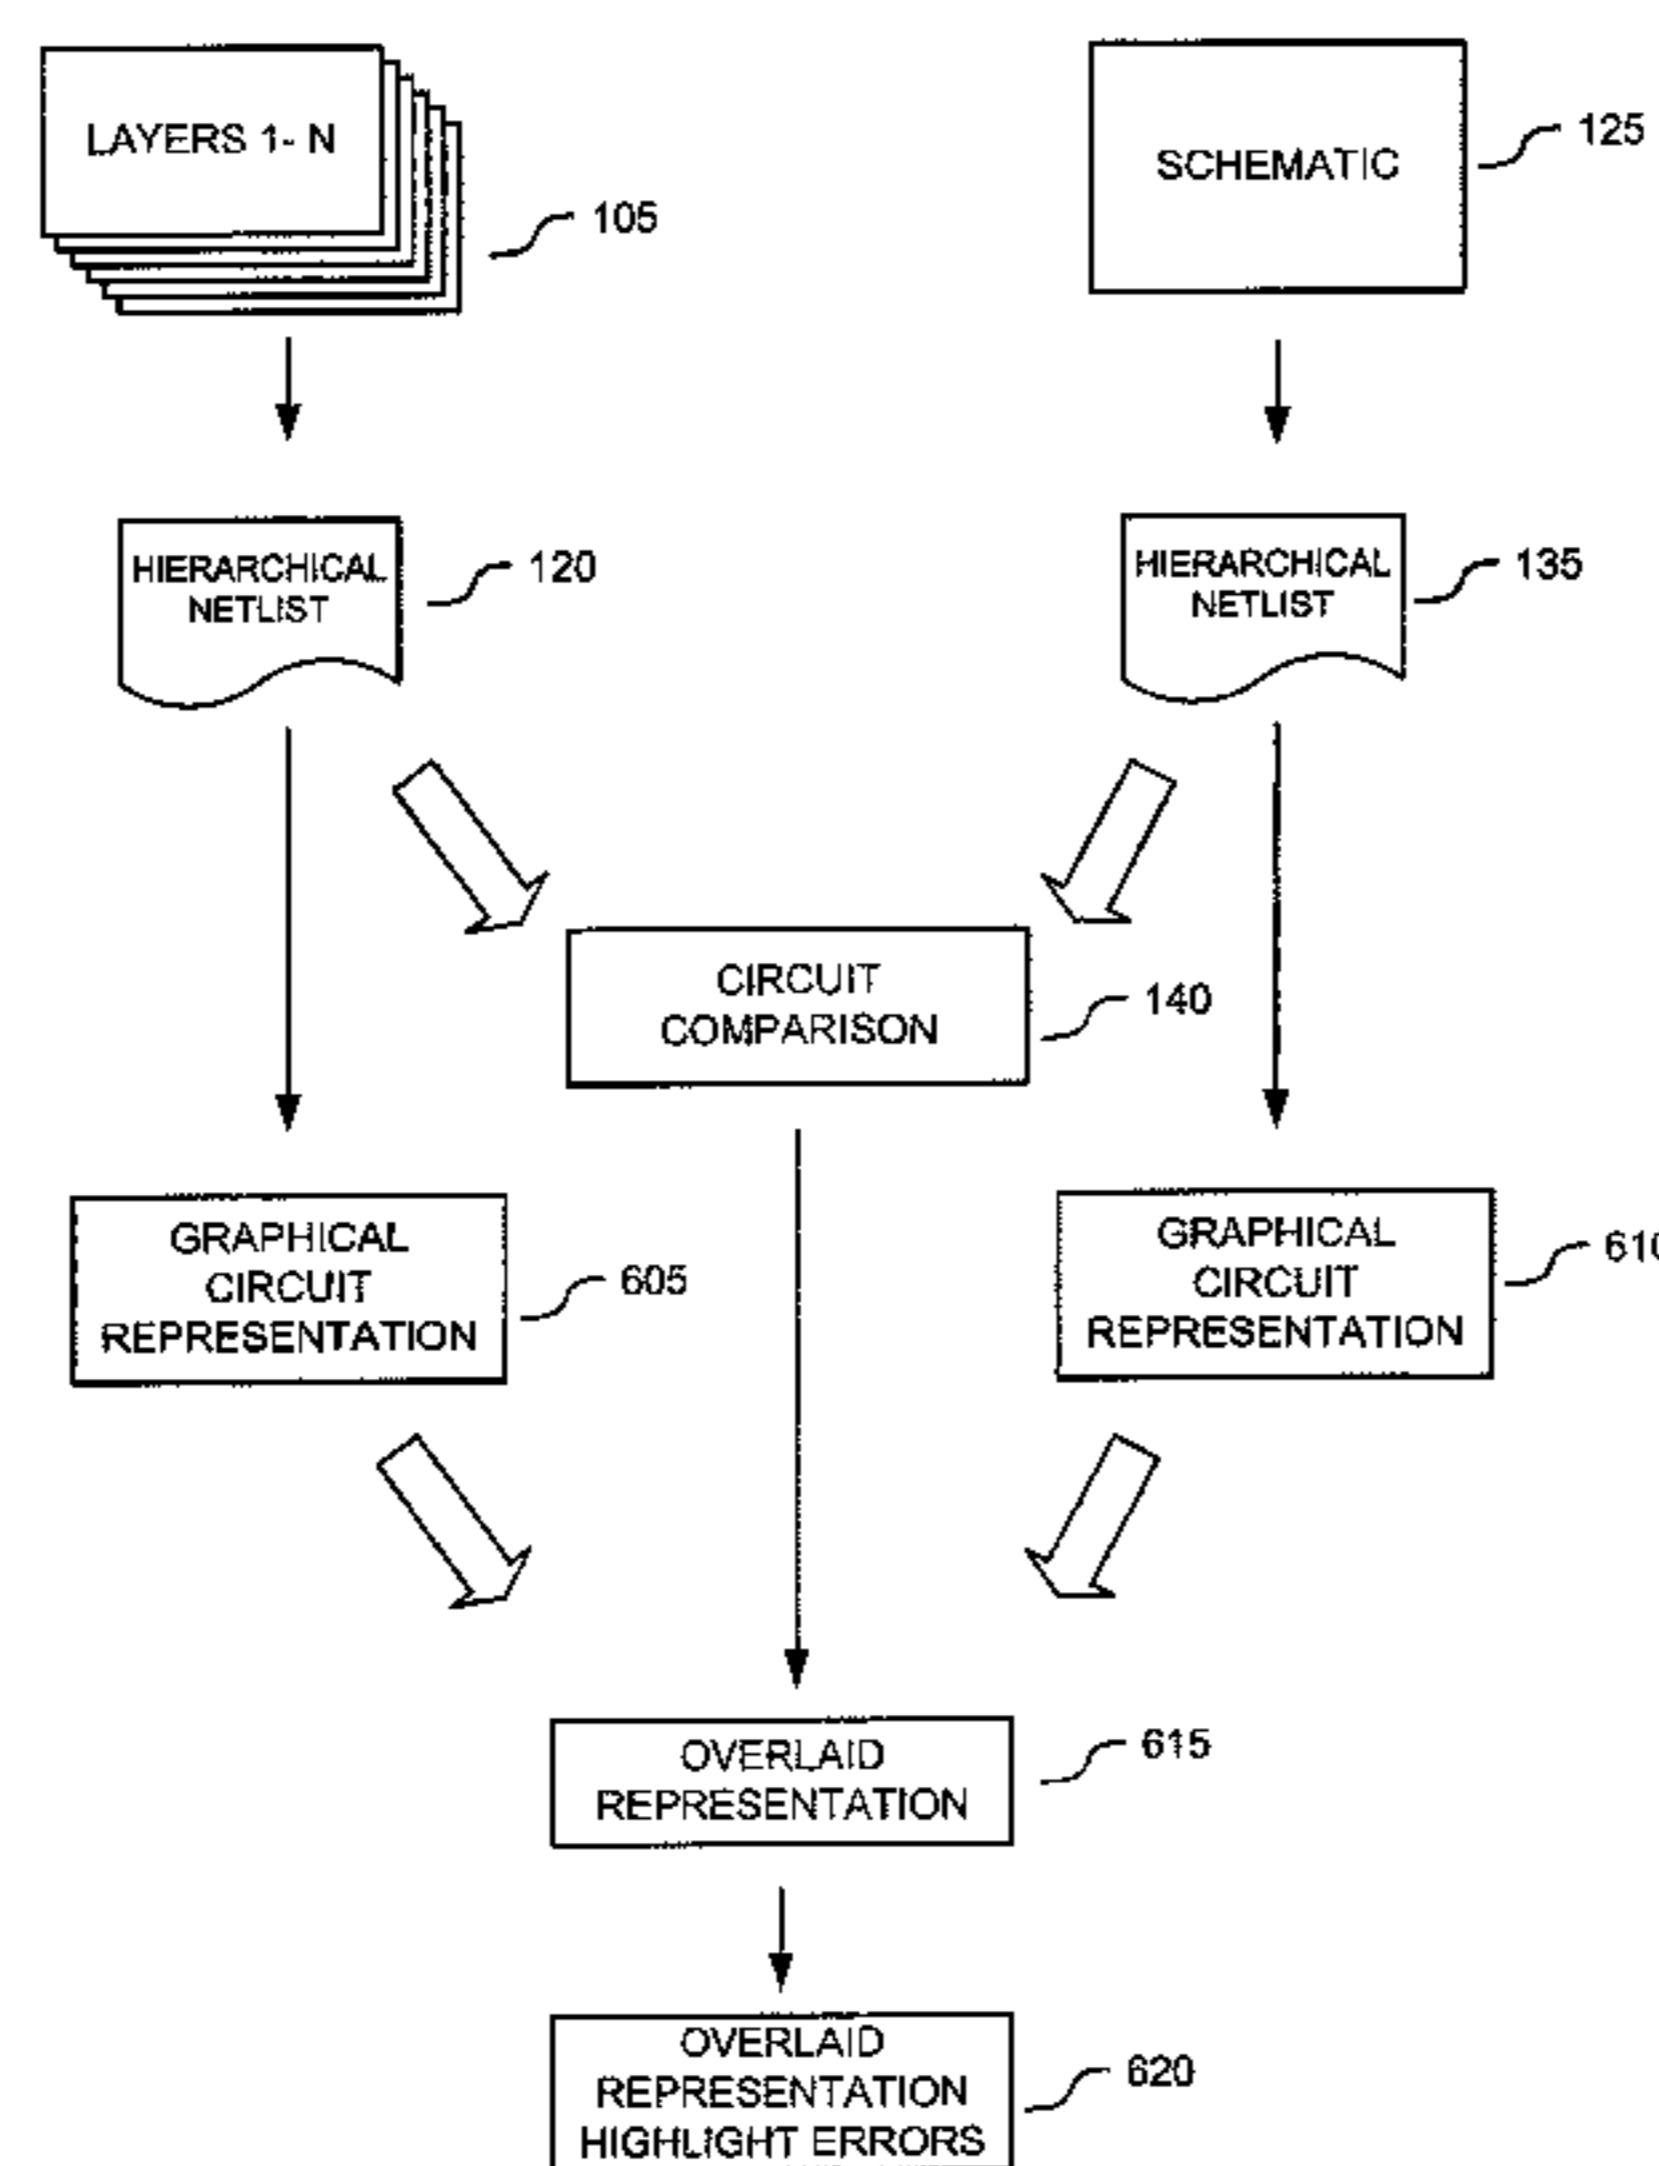 LAYERS 1- N
105
SCHEMATIC
125
HIERARCHICAL
NETLIST
120
HIERARCHICAL
NETLIST
135
CIRCUIT
COMPARISON
140
GRAPHICAL
CIRCUIT
REPRESENTATION
605
GRAPHICAL
CIRCUIT
REPRESENTATION
610
OVERLAID
REPRESENTATION
615
OVERLAID
REPRESENTATION
HIGHLIGHT ERRORS
620